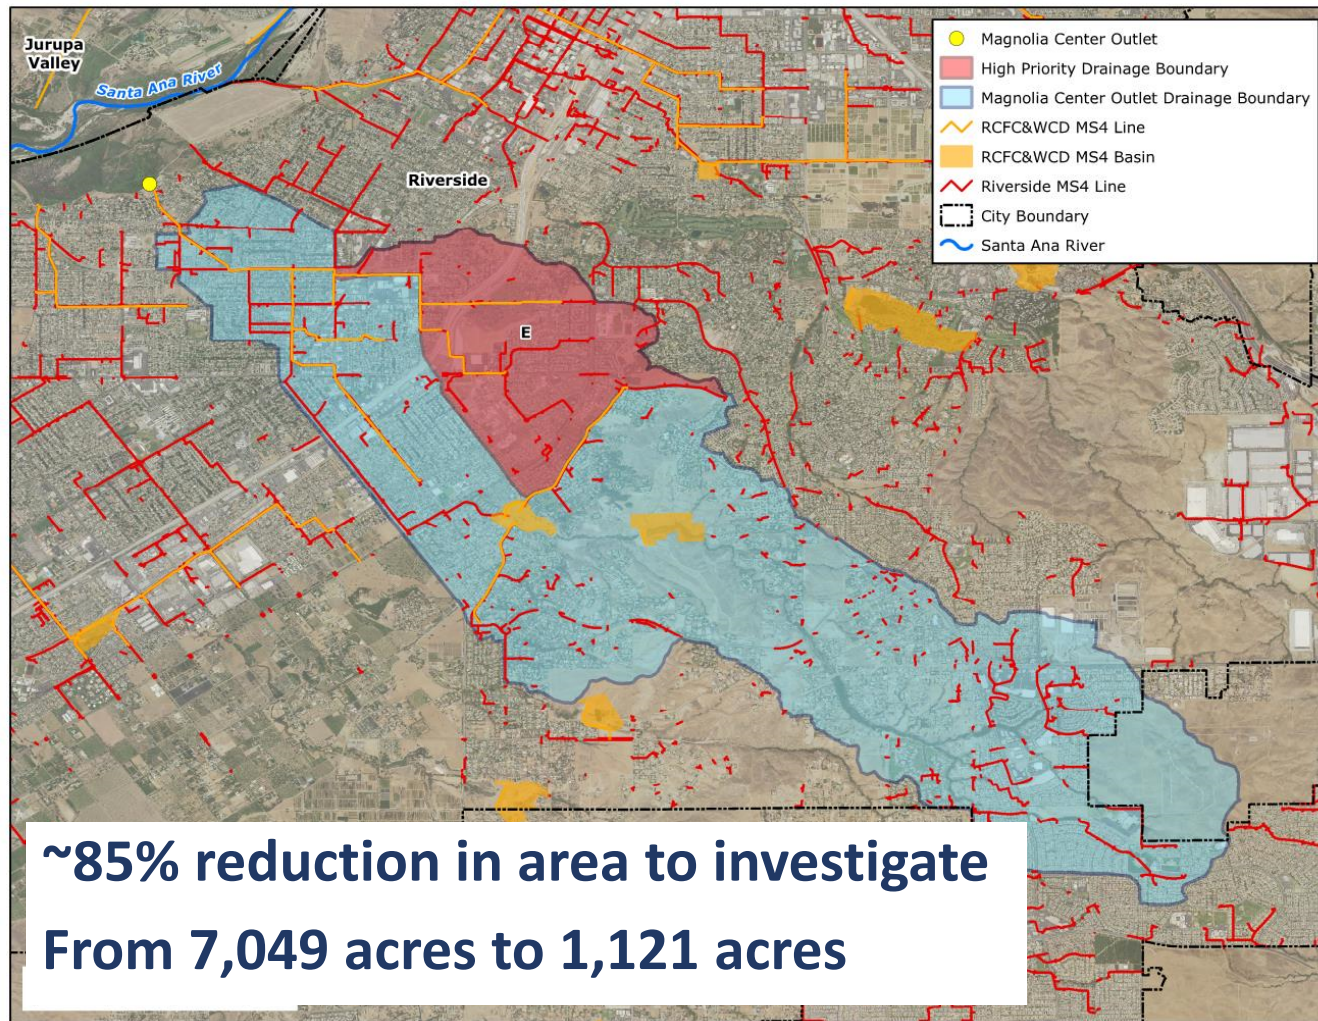 Jurupa
Valley
Santa Ana River
Riverside
E
Magnolia Center Outlet
High Priority Drainage Boundary
Magnolia Center Outlet Drainage Boundary
RCFC&WCD MS4 Line
RCFC&WCD MS4 Basin
Riverside MS4 Line
City Boundary
Santa Ana River
~85% reduction in area to investigate
From 7,049 acres to 1,121 acres